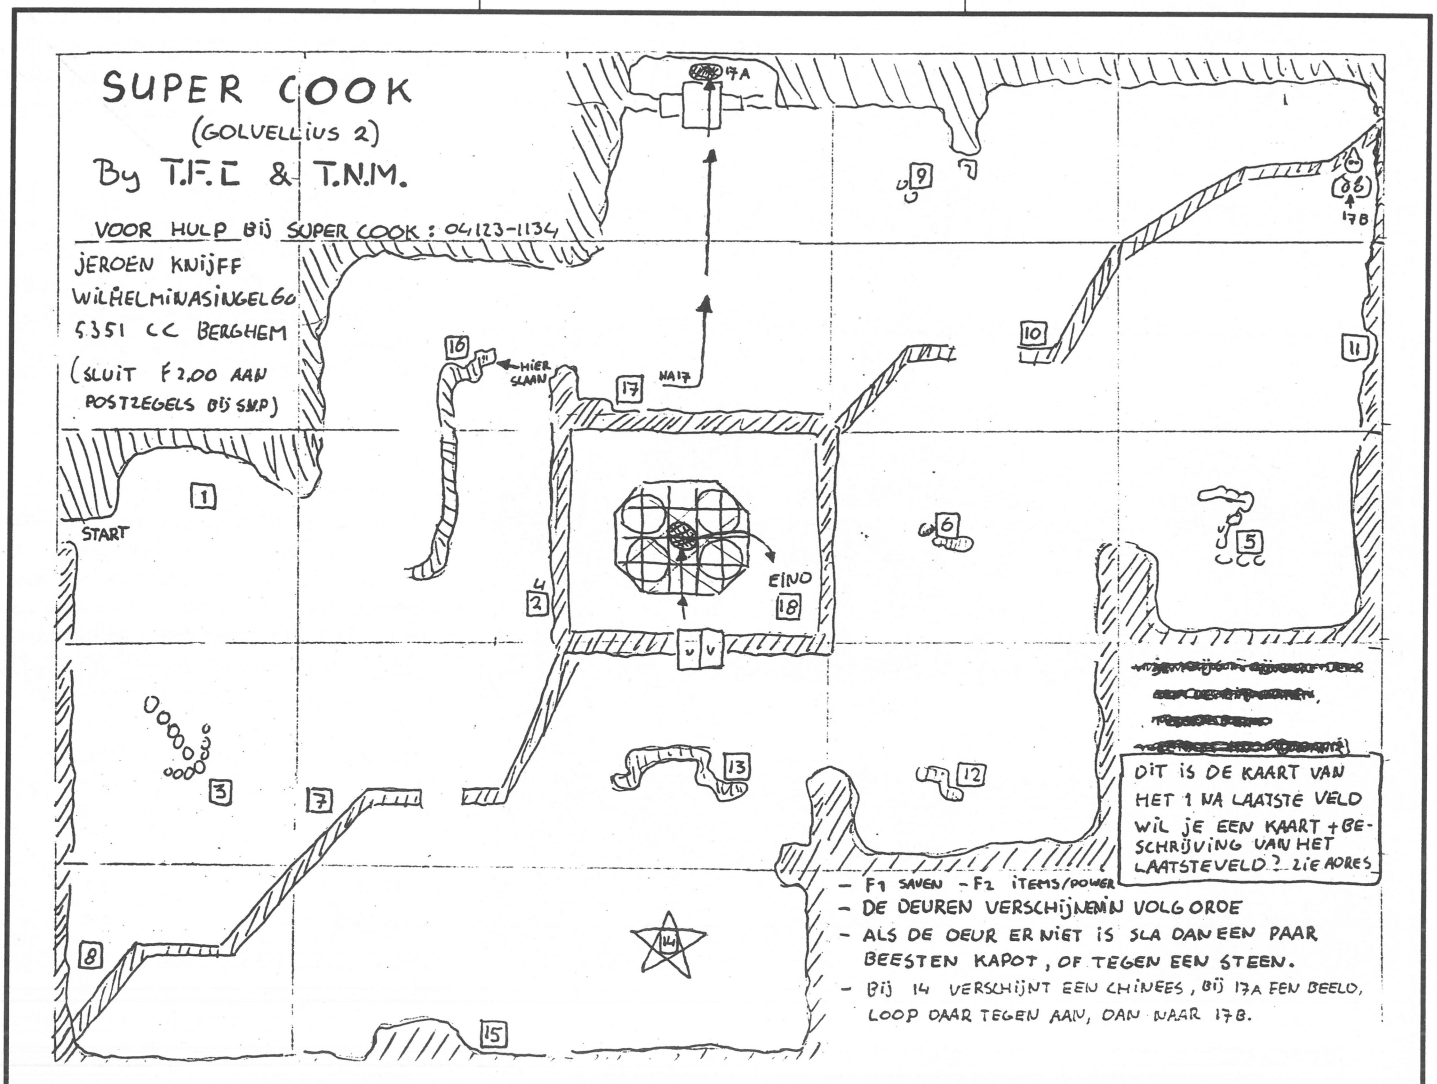 SUPER COOK
(GOLVELLIUS 2)
By T.F.C & T.N.M.
VOOR HULP BIJ SUPER COOK: 04123-1134
JEROEN KNIJFF
WILHELMINASINGEL 60
5351 CC BERGHEM
(SLUIT F 2.00 AAN
POSTZEGELS BIJ S.V.P)
17A
9
17B
10
11
16
HIER
SLAAN
17
NA 17
1
START
6
5
4
2
EIND
18
V V
3
7
13
12
DIT IS DE KAART VAN
HET 1 NA LAATSTE VELD
WIL JE EEN KAART + BE-
SCHRIJVING VAN HET
LAATSTE VELD? ZIE ADRES
8
14
15
- F1 SAVEN - F2 ITEMS/POWER
- DE DEUREN VERSCHIJNEN IN VOLGORDE
- ALS DE DEUR ER NIET IS SLA DAN EEN PAAR
BEESTEN KAPOT, OF TEGEN EEN STEEN.
- BIJ 14 VERSCHIJNT EEN CHINEES, BIJ 17A EEN BEELD,
LOOP DAAR TEGEN AAN, DAN NAAR 17B.